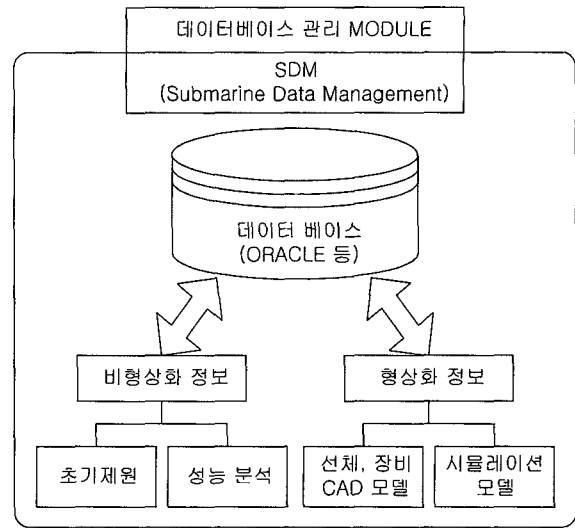 데이터베이스 관리 MODULE
SDM
(Submarine Data Management)
데이터 베이스
(ORACLE 등)
비형상화 정보
형상화 정보
초기제원
성능 분석
선체, 장비
CAD 모델
시뮬레이션
모델